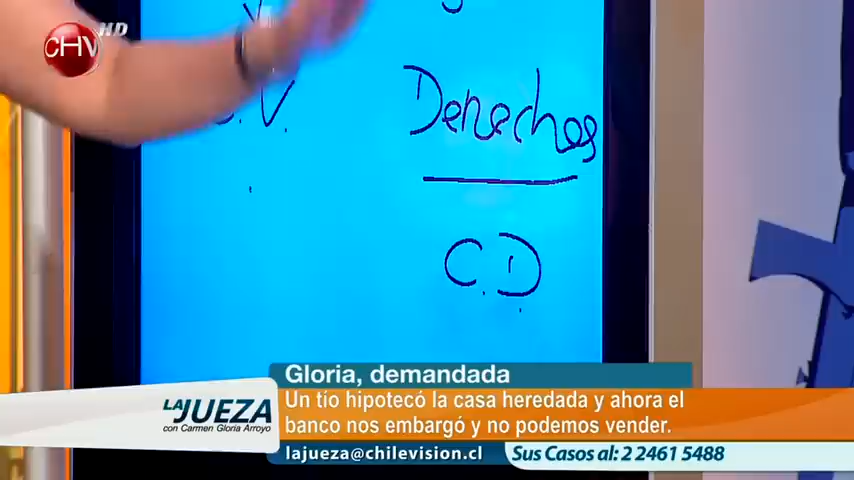 CHV HD
V.
Derechos
C.D.
Gloria, demandada
Un tío hipotecó la casa heredada y ahora el
banco nos embargó y no podemos vender.
LA JUEZA
con Carmen Gloria Arroyo
lajueza@chilevision.cl
Sus Casos al: 2 2461 5488